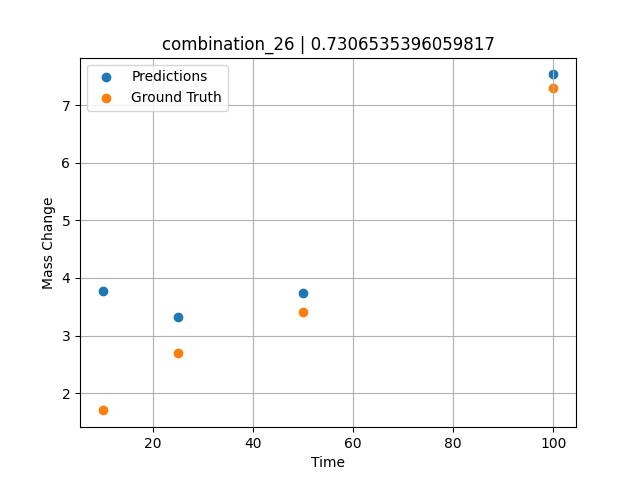 combination_26 | 0.7306535396059817
Predictions
Ground Truth
Mass Change
7
6
5
4
3
2
20 40 60 80 100
Time